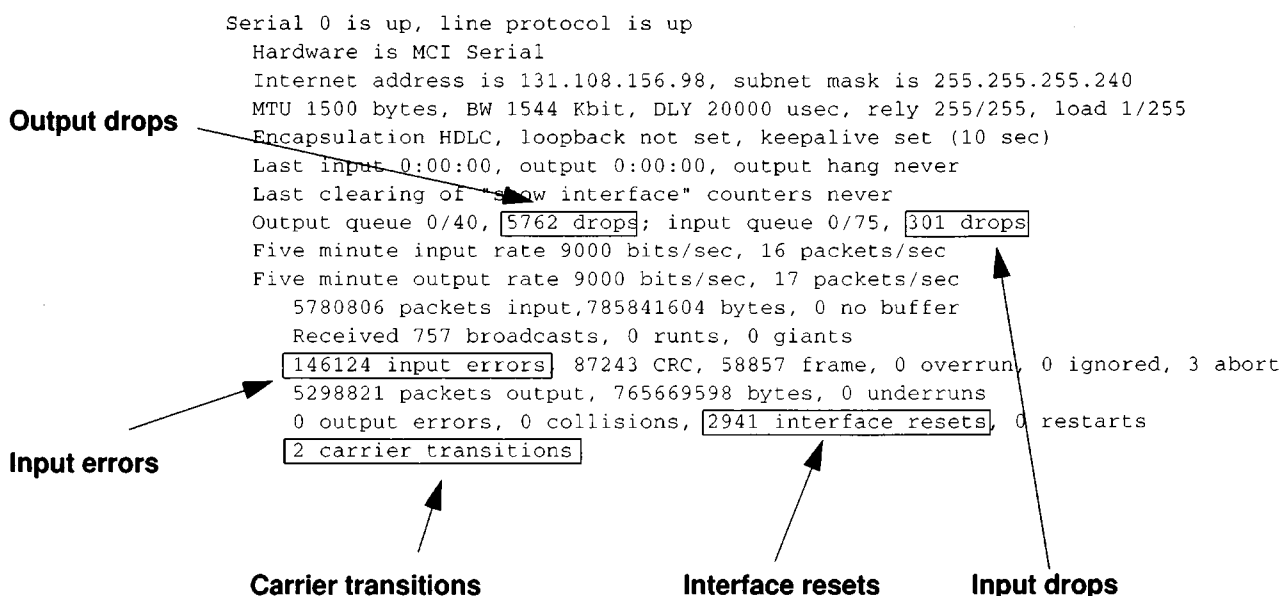 Serial 0 is up, line protocol is up
Hardware is MCI Serial
Internet address is 131.108.156.98, subnet mask is 255.255.255.240
MTU 1500 bytes, BW 1544 Kbit, DLY 20000 usec, rely 255/255, load 1/255
Output drops
Encapsulation HDLC, loopback not set, keepalive set (10 sec)
Last input 0:00:00, output 0:00:00, output hang never
Last clearing of "show interface" counters never
Output queue 0/40, 5762 drops; input queue 0/75, 301 drops
Five minute input rate 9000 bits/sec, 16 packets/sec
Five minute output rate 9000 bits/sec, 17 packets/sec
5780806 packets input,785841604 bytes, 0 no buffer
Received 757 broadcasts, 0 runts, 0 giants
146124 input errors, 87243 CRC, 58857 frame, 0 overrun, 0 ignored, 3 abort
5298821 packets output, 765669598 bytes, 0 underruns
0 output errors, 0 collisions, 2941 interface resets, 0 restarts
2 carrier transitions
Input errors
Carrier transitions
Interface resets
Input drops